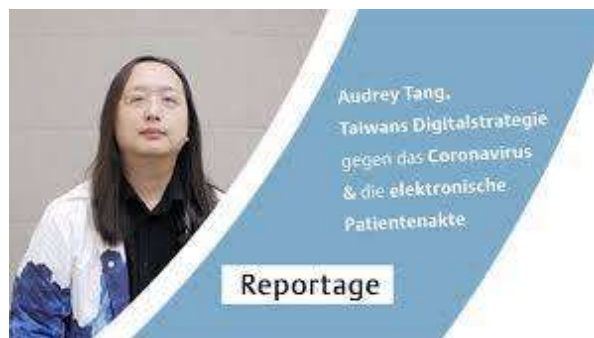 Audrey Tang,
Taiwans Digitalstrategie
gegen das Coronavirus
& die elektronische
Patientenakte
Reportage